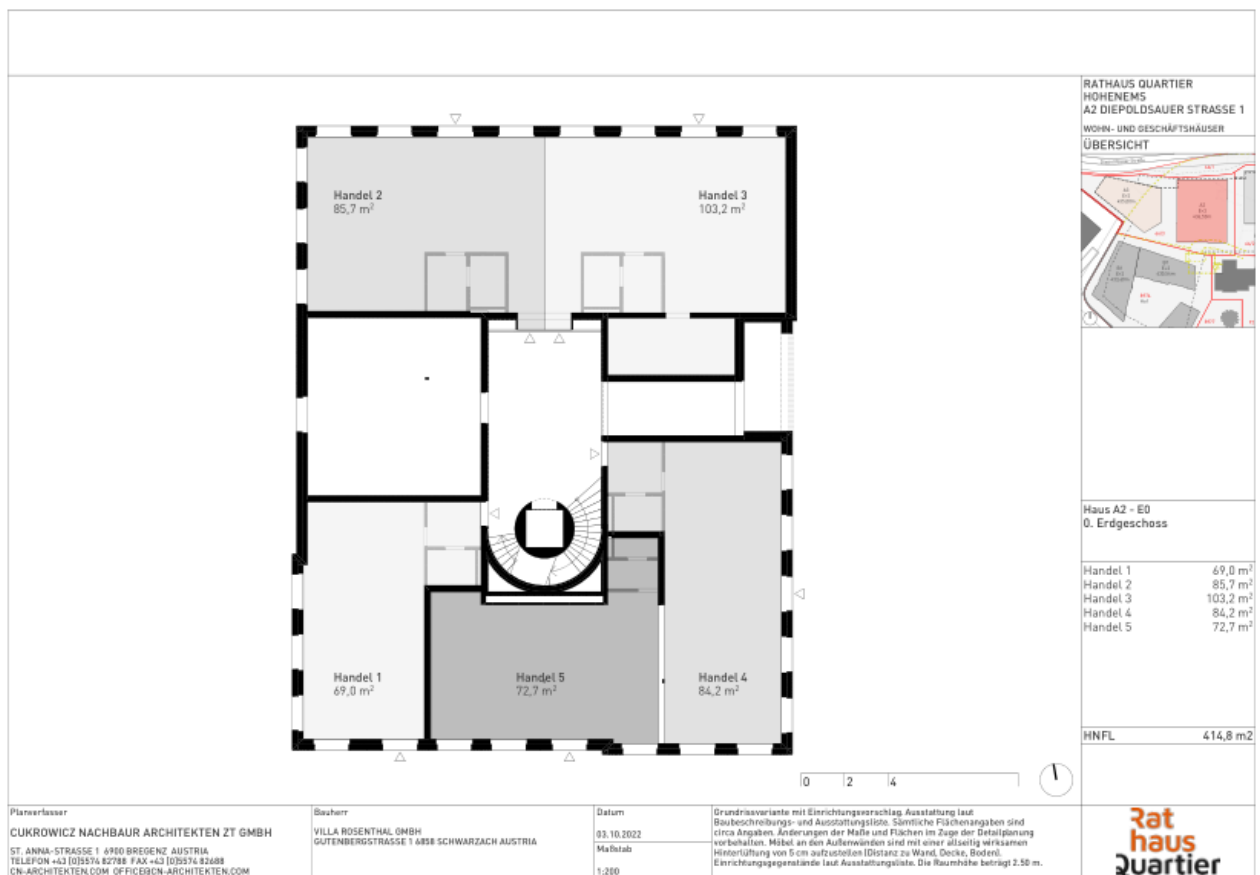 RATHAUS QUARTIER
HOHENEMS
A2 DIEPOLDSAUER STRASSE 1
WOHN- UND GESCHÄFTSHÄUSER
ÜBERSICHT
Handel 2
85,7 m²
Handel 3
103,2 m²
Handel 1
69,0 m²
Handel 5
72,7 m²
Handel 4
84,2 m²
Haus A2 - E0
0. Erdgeschoss
Handel 1 69,0 m²
Handel 2 85,7 m²
Handel 3 103,2 m²
Handel 4 84,2 m²
Handel 5 72,7 m²
HNFL 414,8 m2
0 2 4
Planverfasser
CUKROWICZ NACHBAUR ARCHITEKTEN ZT GMBH
ST. ANNA-STRASSE 1 6900 BREGENZ AUSTRIA
TELEFON +43 (0)5574 82788 FAX +43 (0)5574 82688
CN-ARCHITEKTEN.COM OFFICE@CN-ARCHITEKTEN.COM
Bauherr
VILLA ROSENTHAL GMBH
GUTENBERGSTRASSE 1 6858 SCHWARZACH AUSTRIA
Datum
03.10.2022
Maßstab
1:200
Grundrissvariante mit Einrichtungsvorschlag. Ausstattung laut
Baubeschreibungs- und Ausstattungsliste. Sämtliche Flächenangaben sind
circa Angaben. Änderungen der Maße und Flächen im Zuge der Detailplanung
vorbehalten. Möbel an den Außenwänden sind mit einer allseitig wirksamen
Hinterlüftung von 5 cm aufzustellen (Distanz zu Wand, Decke, Boden).
Einrichtungsgegenstände laut Ausstattungsliste. Die Raumhöhe beträgt 2.50 m.
Rat
haus
Quartier